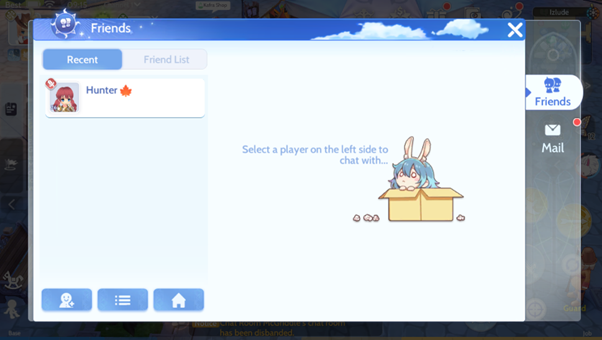 Izlude
Friends
Recent
Friend List
Hunter🍁
Select a player on the left side to
chat with...
Friends
Mail
has been disbanded.